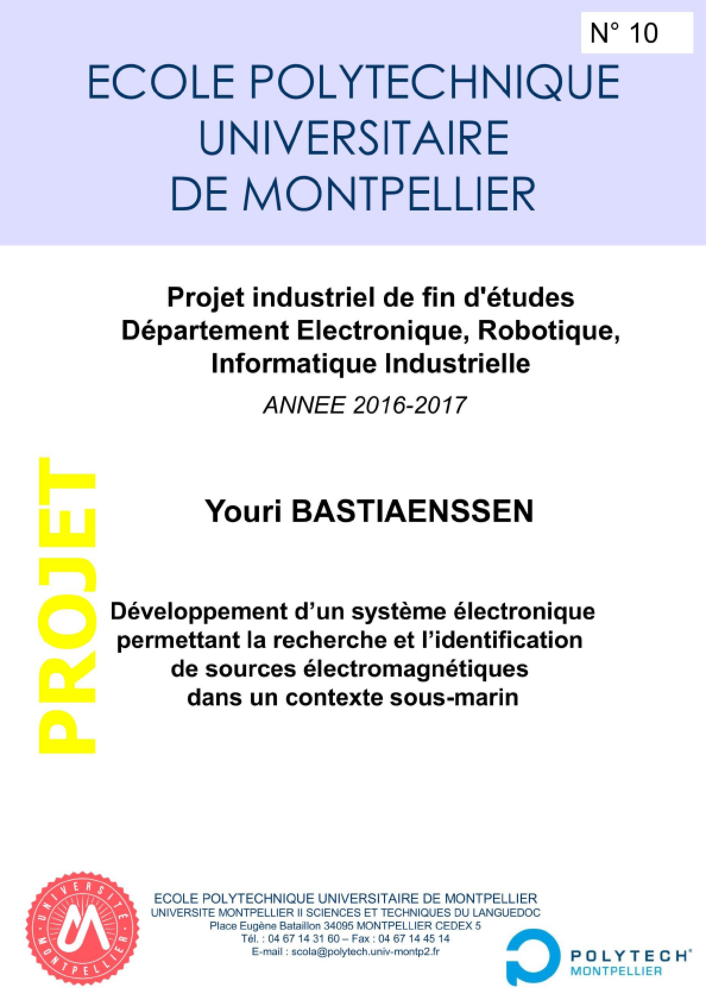 N° 10
ECOLE POLYTECHNIQUE
UNIVERSITAIRE
DE MONTPELLIER
Projet industriel de fin d'études
Département Electronique, Robotique,
Informatique Industrielle
ANNEE 2016-2017
PROJET
Youri BASTIAENSSEN
Développement d’un système électronique
permettant la recherche et l’identification
de sources électromagnétiques
dans un contexte sous-marin
UNIVERSITÉ
MONTPELLIER
ECOLE POLYTECHNIQUE UNIVERSITAIRE DE MONTPELLIER
UNIVERSITE MONTPELLIER II SCIENCES ET TECHNIQUES DU LANGUEDOC
Place Eugène Bataillon 34095 MONTPELLIER CEDEX 5
Tél. : 04 67 14 31 60 – Fax : 04 67 14 45 14
E-mail : scola@polytech.univ-montp2.fr
POLYTECH®
MONTPELLIER